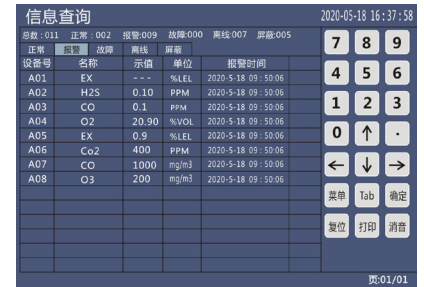 信息查询 2020-05-18 16:37:58
总数:011 正常:002 报警:009 故障:000 离线:007 屏蔽:005
正常 报警 故障 离线 屏蔽
设备号 名称 示值 单位 报警时间
A01 EX --- %LEL 2020-5-18 09:50:06
A02 H2S 0.10 PPM 2020-5-18 09:50:06
A03 CO 0.1 PPM 2020-5-18 09:50:06
A04 O2 20.90 %VOL 2020-5-18 09:50:06
A05 EX 0.9 %LEL 2020-5-18 09:50:06
A06 Co2 400 PPM 2020-5-18 09:50:06
A07 CO 1000 mg/m3 2020-5-18 09:50:06
A08 O3 200 mg/m3 2020-5-18 09:50:06
7 8 9
4 5 6
1 2 3
0 ↑ ·
← ↓ →
菜单 Tab 确定
复位 打印 消音
页:01/01